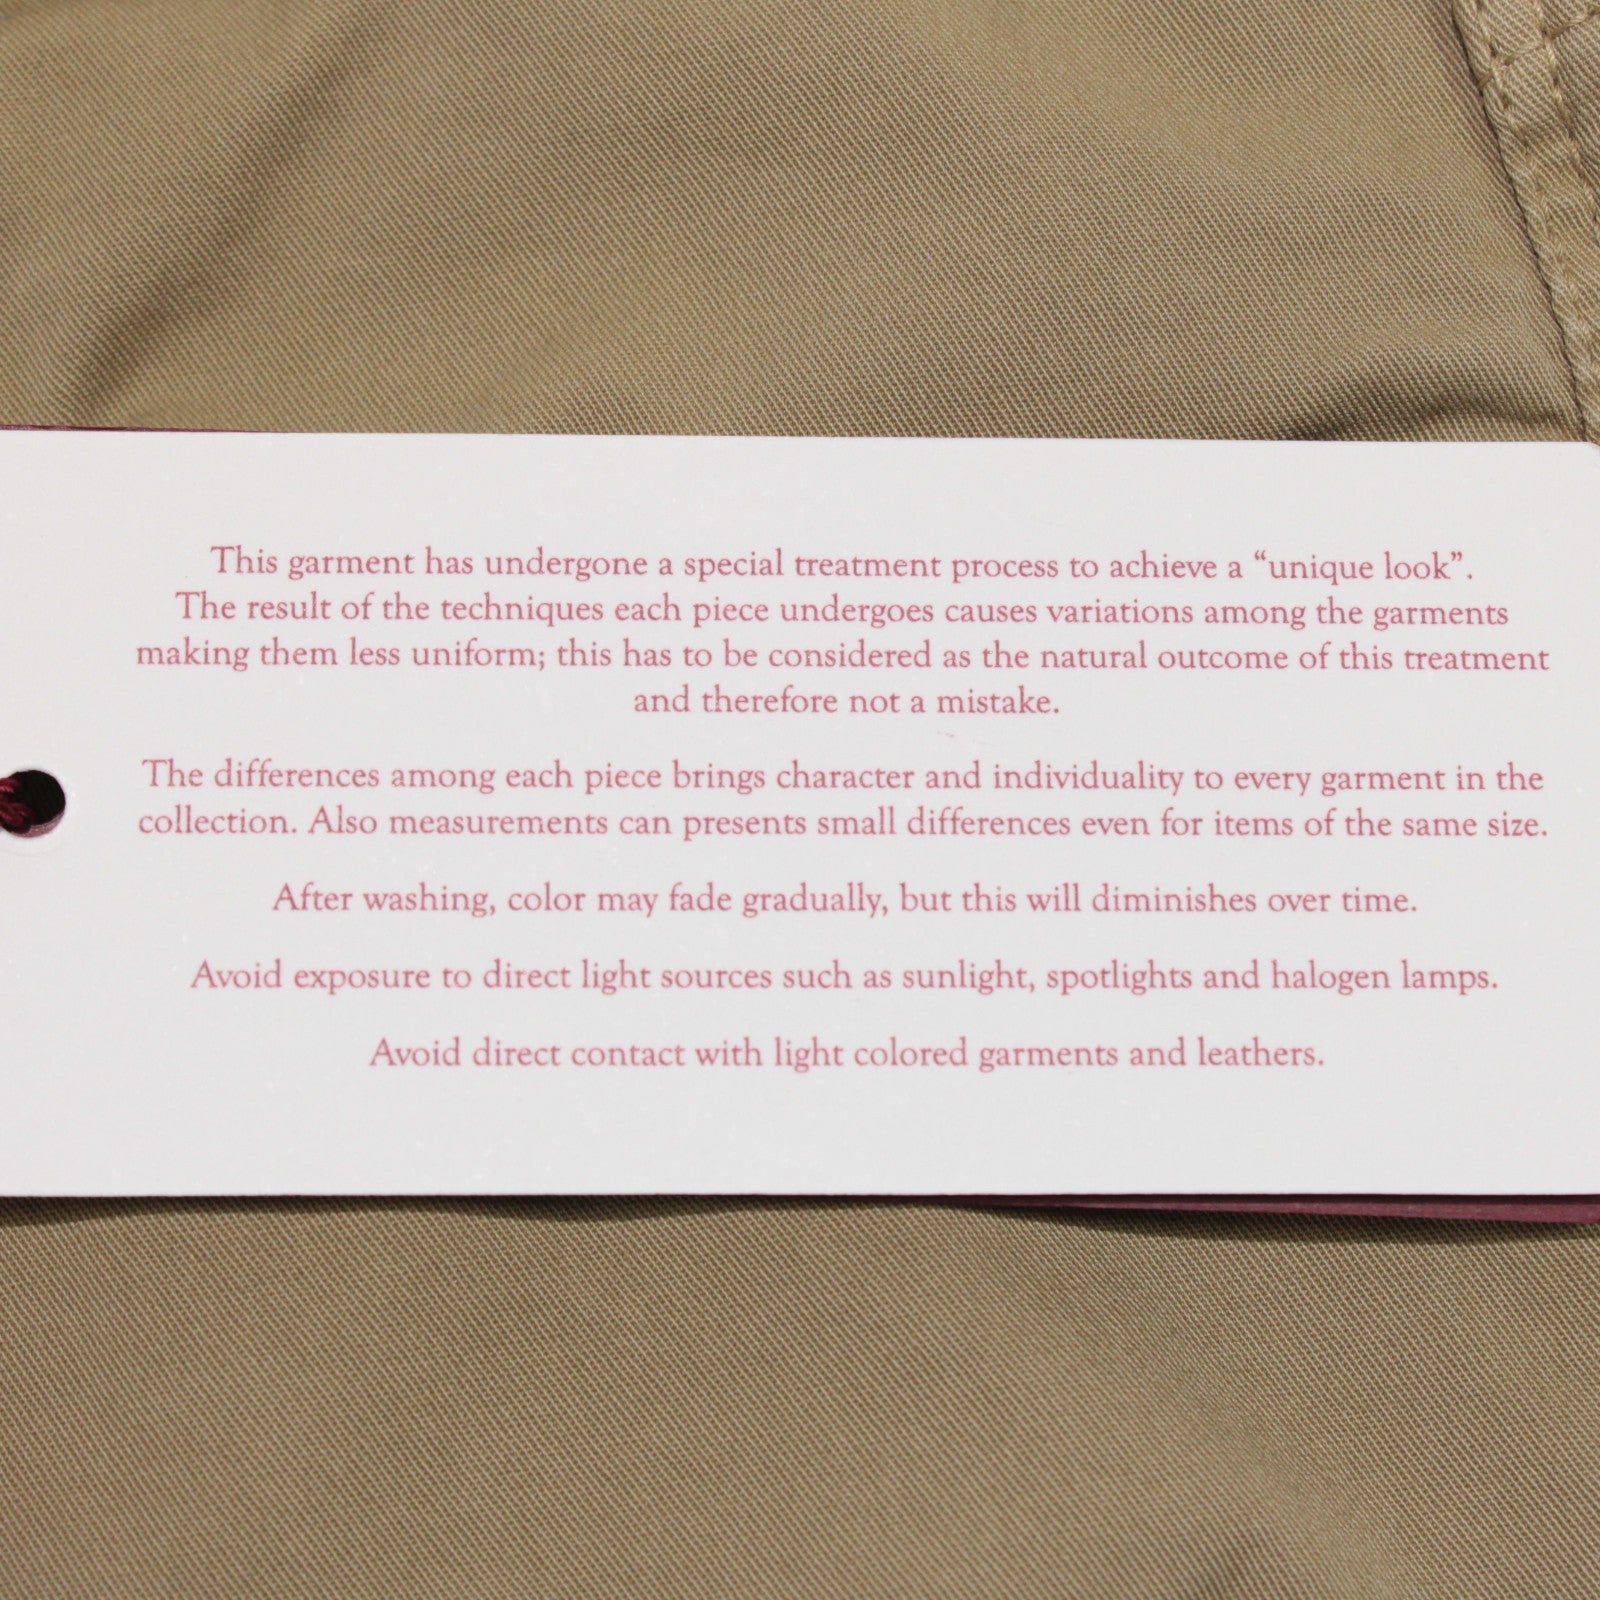 This garment has undergone a special treatment process to achieve a “unique look”.
The result of the techniques each piece undergoes causes variations among the garments
making them less uniform; this has to be considered as the natural outcome of this treatment
and therefore not a mistake.
The differences among each piece brings character and individuality to every garment in the
collection. Also measurements can presents small differences even for items of the same size.
After washing, color may fade gradually, but this will diminishes over time.
Avoid exposure to direct light sources such as sunlight, spotlights and halogen lamps.
Avoid direct contact with light colored garments and leathers.